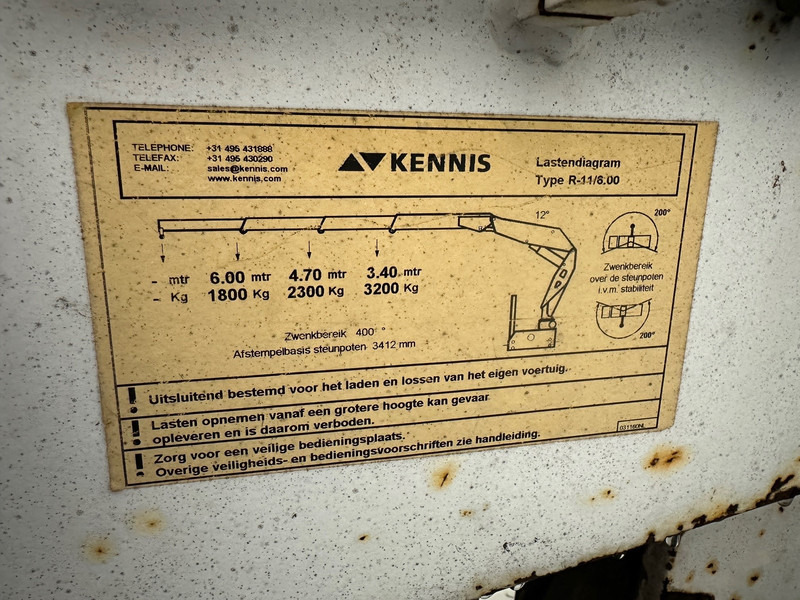 TELEPHONE: +31 495 431888
TELEFAX: +31 495 430290
E-MAIL: sales@kennis.com
www.kennis.com
KENNIS
Lastendiagram
Type R-11/6.00
12°
200°
- mtr 6.00 mtr 4.70 mtr 3.40 mtr
- Kg 1800 Kg 2300 Kg 3200 Kg
Zwenkbereik
over de steunpoten
i.v.m. stabiliteit
200°
Zwenkbereik 400 °
Afstempelbasis steunpoten 3412 mm
! Uitsluitend bestemd voor het laden en lossen van het eigen voertuig.
! Lasten opnemen vanaf een grotere hoogte kan gevaar
opleveren en is daarom verboden.
! Zorg voor een veilige bedieningsplaats.
Overige veiligheids- en bedieningsvoorschriften zie handleiding.
031160NL